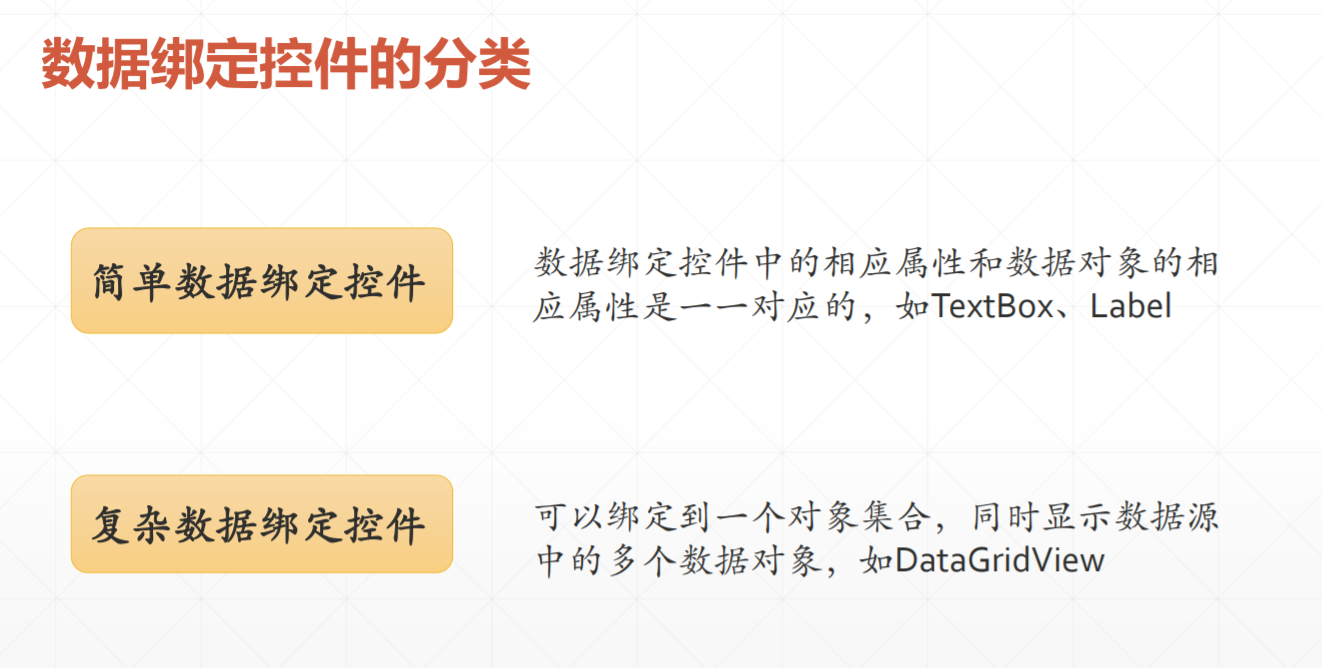 数据绑定控件的分类
简单数据绑定控件
数据绑定控件中的相应属性和数据对象的相
应属性是一一对应的，如TextBox、Label
复杂数据绑定控件
可以绑定到一个对象集合，同时显示数据源
中的多个数据对象，如DataGridView